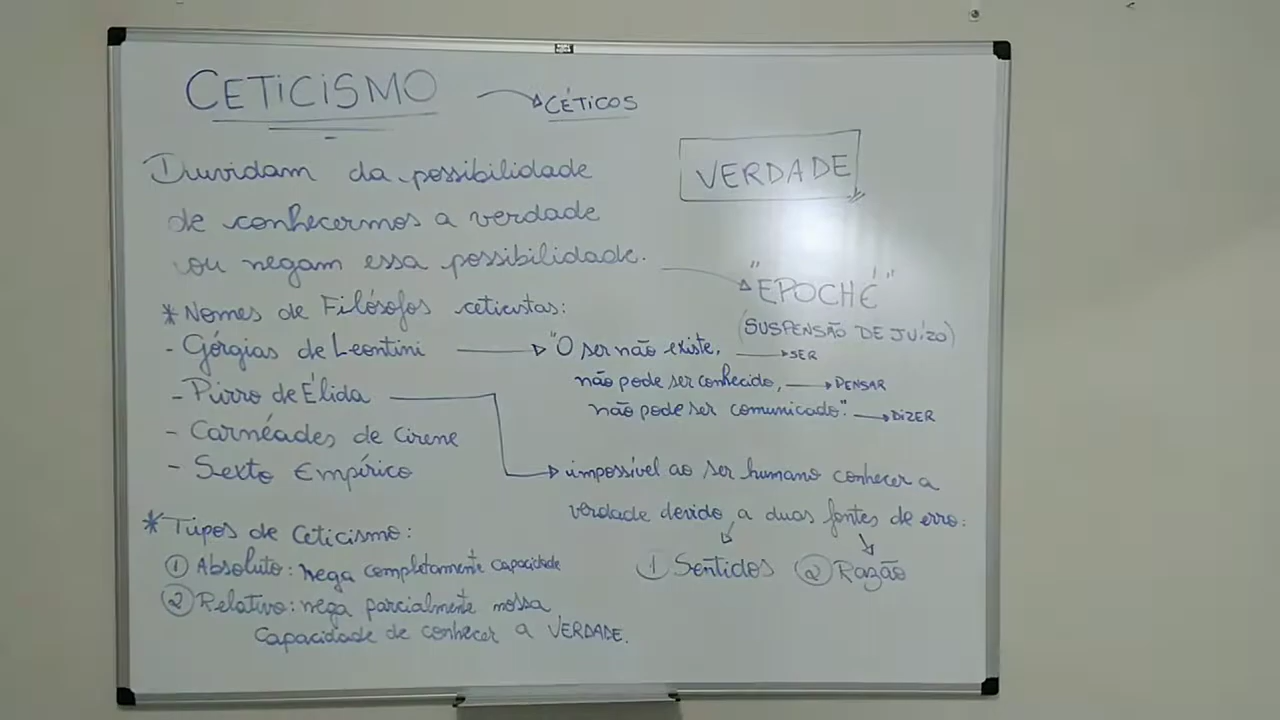 CETICISMO → CÉTICOS
Duvidam da possibilidade
de conhecermos a verdade
ou negam essa possibilidade.
VERDADE
"EPOCHÉ"
(SUSPENSÃO DE JUÍZO)
* Nomes de Filósofos ceticistas:
- Górgias de Leontini → "O ser não existe, → SER
não pode ser conhecido, → PENSAR
não pode ser comunicado". → DIZER
- Pirro de Élida
- Carnéades de Cirene
- Sexto Empírico
→ impossível ao ser humano conhecer a
verdade devido a duas fontes de erro:
① Sentidos ② Razão
* Tipos de Ceticismo:
① Absoluto: nega completamente capacidade
② Relativo: nega parcialmente nossa
capacidade de conhecer a VERDADE.